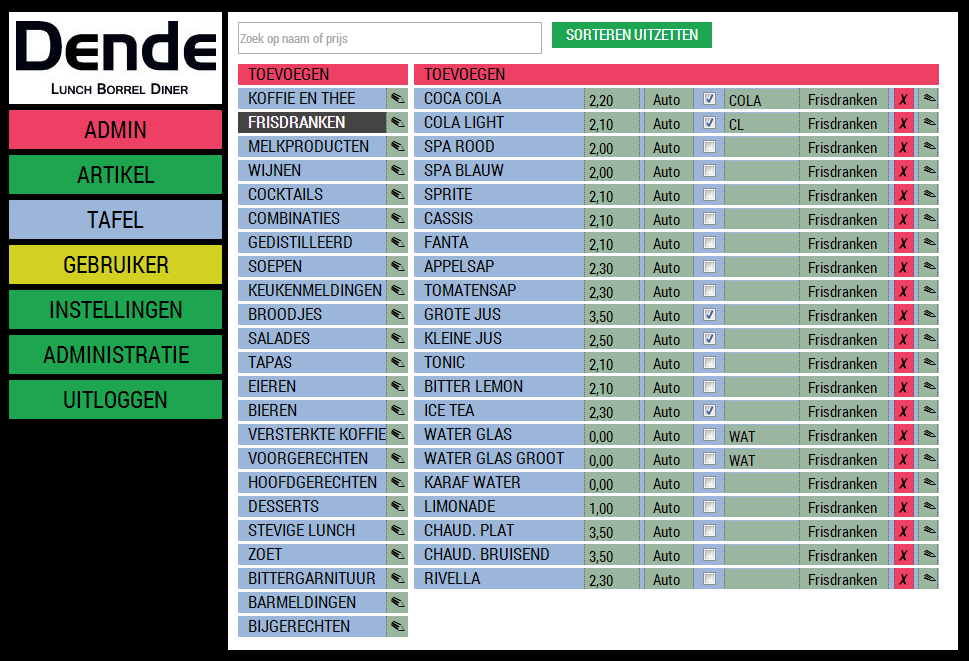 Dende
LUNCH BORREL DINER
ADMIN
ARTIKEL
TAFEL
GEBRUIKER
INSTELLINGEN
ADMINISTRATIE
UITLOGGEN
Zoek op naam of prijs
SORTEREN UITZETTEN
TOEVOEGEN
KOFFIE EN THEE
FRISDRANKEN
MELKPRODUCTEN
WIJNEN
COCKTAILS
COMBINATIES
GEDISTILLEERD
SOEPEN
KEUKENMELDINGEN
BROODJES
SALADES
TAPAS
EIEREN
BIEREN
VERSTERKTE KOFFIE
VOORGERECHTEN
HOOFDGERECHTEN
DESSERTS
STEVIGE LUNCH
ZOET
BITTERGARNITUUR
BARMELDINGEN
BIJGERECHTEN
TOEVOEGEN
COCA COLA 2,20 Auto COLA Frisdranken X
COLA LIGHT 2,10 Auto CL Frisdranken X
SPA ROOD 2,00 Auto Frisdranken X
SPA BLAUW 2,00 Auto Frisdranken X
SPRITE 2,10 Auto Frisdranken X
CASSIS 2,10 Auto Frisdranken X
FANTA 2,10 Auto Frisdranken X
APPELSAP 2,30 Auto Frisdranken X
TOMATENSAP 2,30 Auto Frisdranken X
GROTE JUS 3,50 Auto Frisdranken X
KLEINE JUS 2,50 Auto Frisdranken X
TONIC 2,10 Auto Frisdranken X
BITTER LEMON 2,10 Auto Frisdranken X
ICE TEA 2,30 Auto Frisdranken X
WATER GLAS 0,00 Auto WAT Frisdranken X
WATER GLAS GROOT 0,00 Auto WAT Frisdranken X
KARAF WATER 0,00 Auto Frisdranken X
LIMONADE 1,00 Auto Frisdranken X
CHAUD. PLAT 3,50 Auto Frisdranken X
CHAUD. BRUISEND 3,50 Auto Frisdranken X
RIVELLA 2,30 Auto Frisdranken X